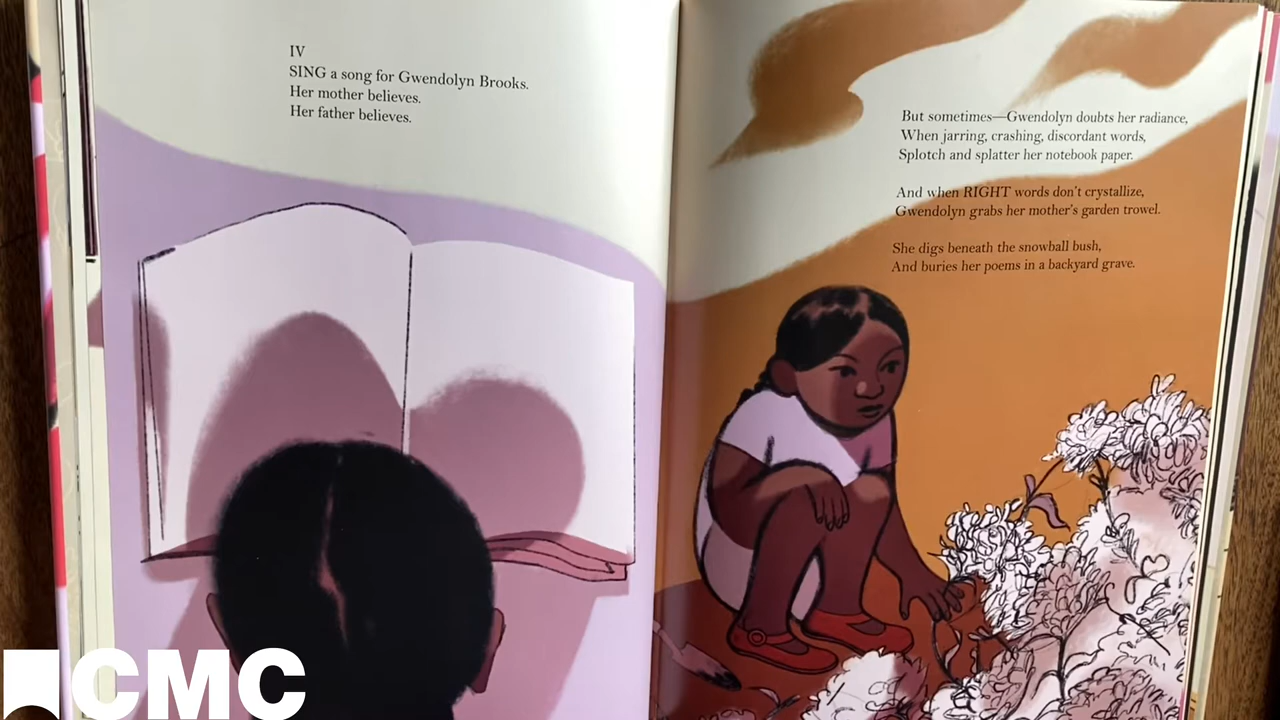 IV
SING a song for Gwendolyn Brooks.
Her mother believes.
Her father believes.
But sometimes—Gwendolyn doubts her radiance,
When jarring, crashing, discordant words,
Splotch and splatter her notebook paper.
And when RIGHT words don't crystallize,
Gwendolyn grabs her mother's garden trowel.
She digs beneath the snowball bush,
And buries her poems in a backyard grave.
CMC